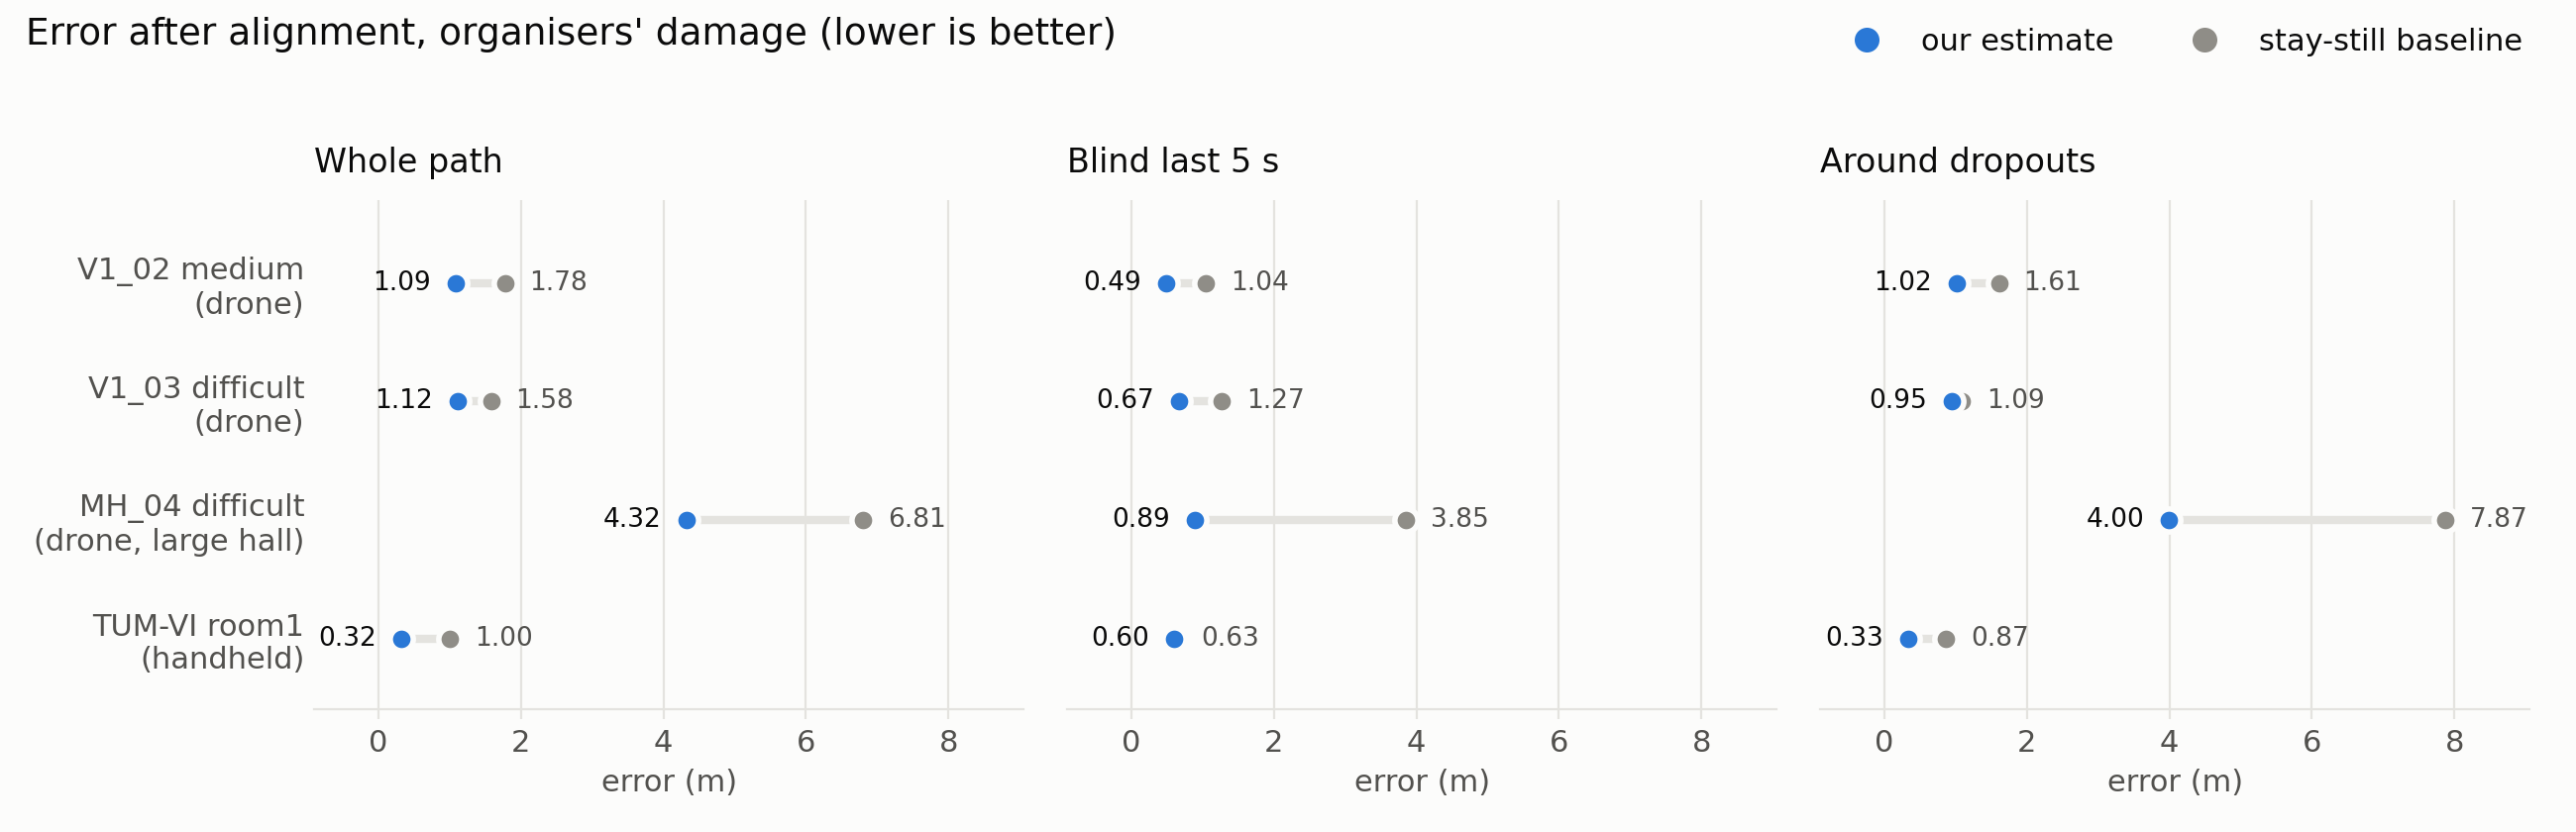 Error after alignment, organisers' damage (lower is better)
our estimate
stay-still baseline
Whole path
Blind last 5 s
Around dropouts
V1_02 medium
(drone)
1.09
1.78
0.49
1.04
1.02
1.61
V1_03 difficult
(drone)
1.12
1.58
0.67
1.27
0.95
1.09
MH_04 difficult
(drone, large hall)
4.32
6.81
0.89
3.85
4.00
7.87
TUM-VI room1
(handheld)
0.32
1.00
0.60
0.63
0.33
0.87
0 2 4 6 8
0 2 4 6 8
0 2 4 6 8
error (m)
error (m)
error (m)